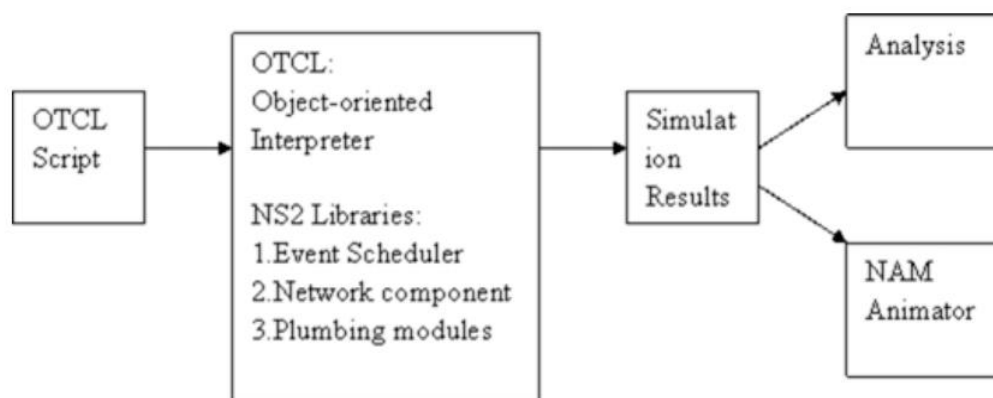 OTCL
Script
OTCL:
Object-oriented
Interpreter
NS2 Libraries:
1.Event Scheduler
2.Network component
3.Plumbing modules
Simulat
ion
Results
Analysis
NAM
Animator